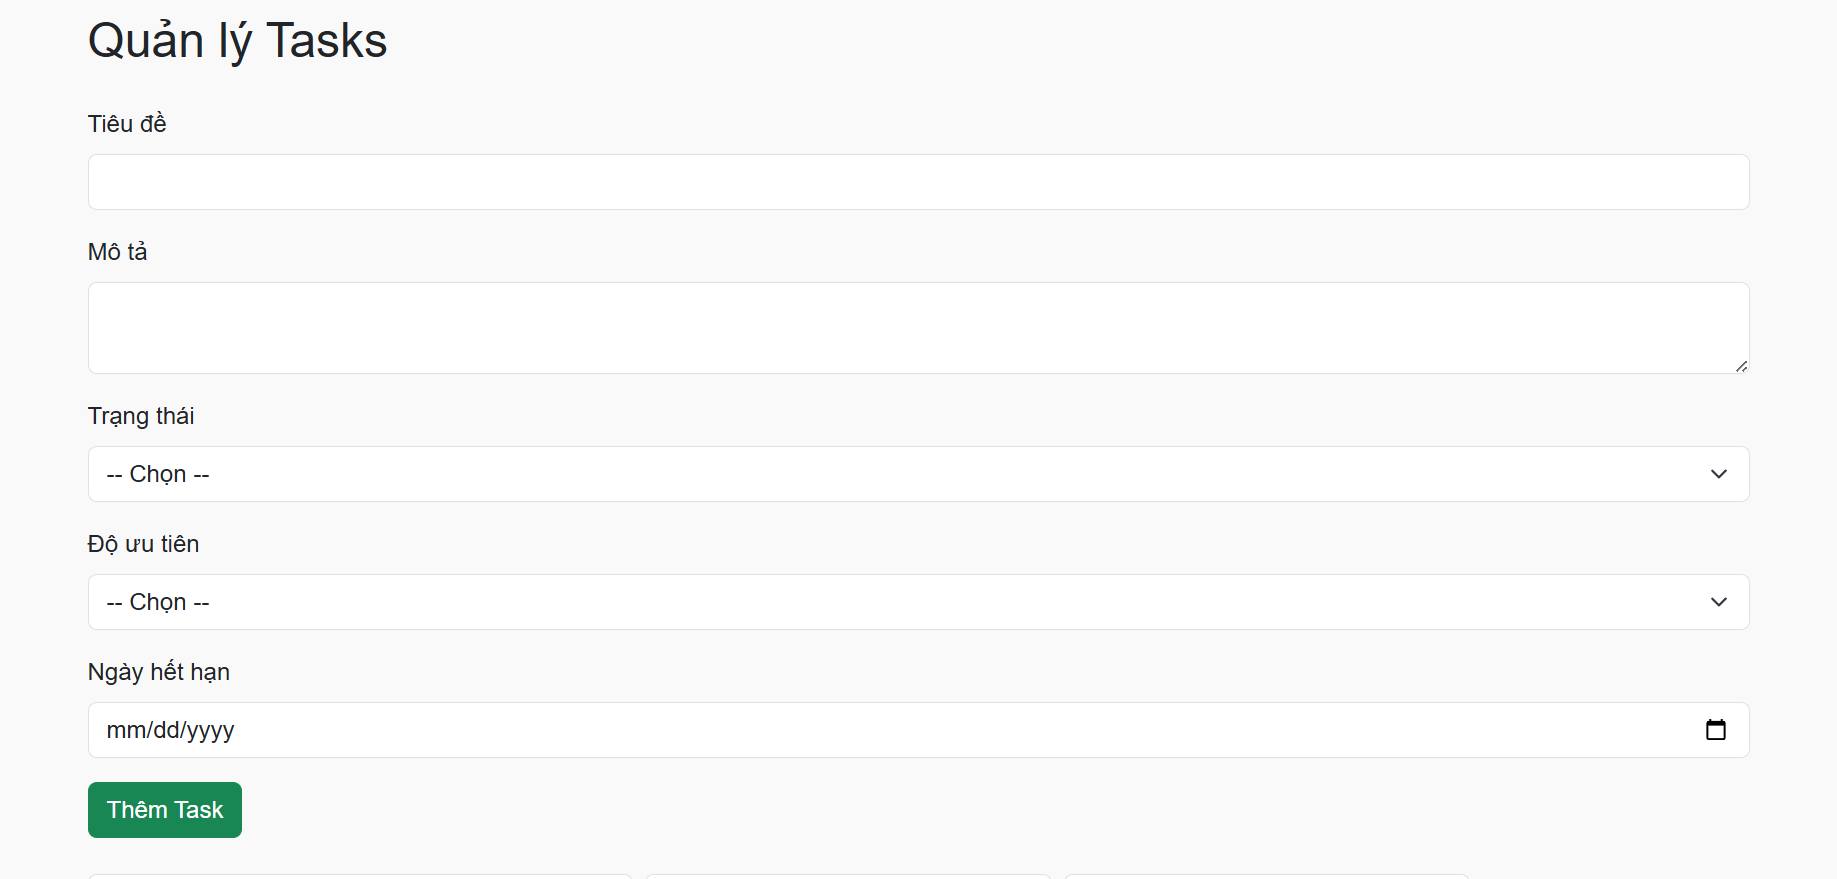 Quản lý Tasks
Tiêu đề
Mô tả
Trạng thái
-- Chọn --
Độ ưu tiên
-- Chọn --
Ngày hết hạn
mm/dd/yyyy
Thêm Task